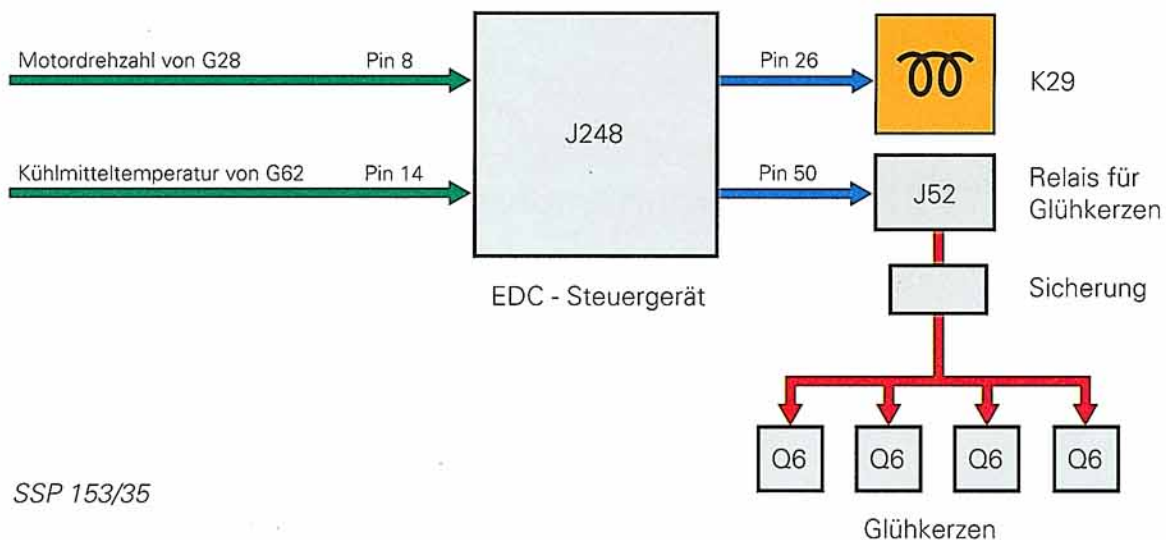 Motordrehzahl von G28 Pin 8
Kühlmitteltemperatur von G62 Pin 14
J248
EDC - Steuergerät
Pin 26
K29
Pin 50
J52
Relais für
Glühkerzen
Sicherung
Q6 Q6 Q6 Q6
Glühkerzen
SSP 153/35